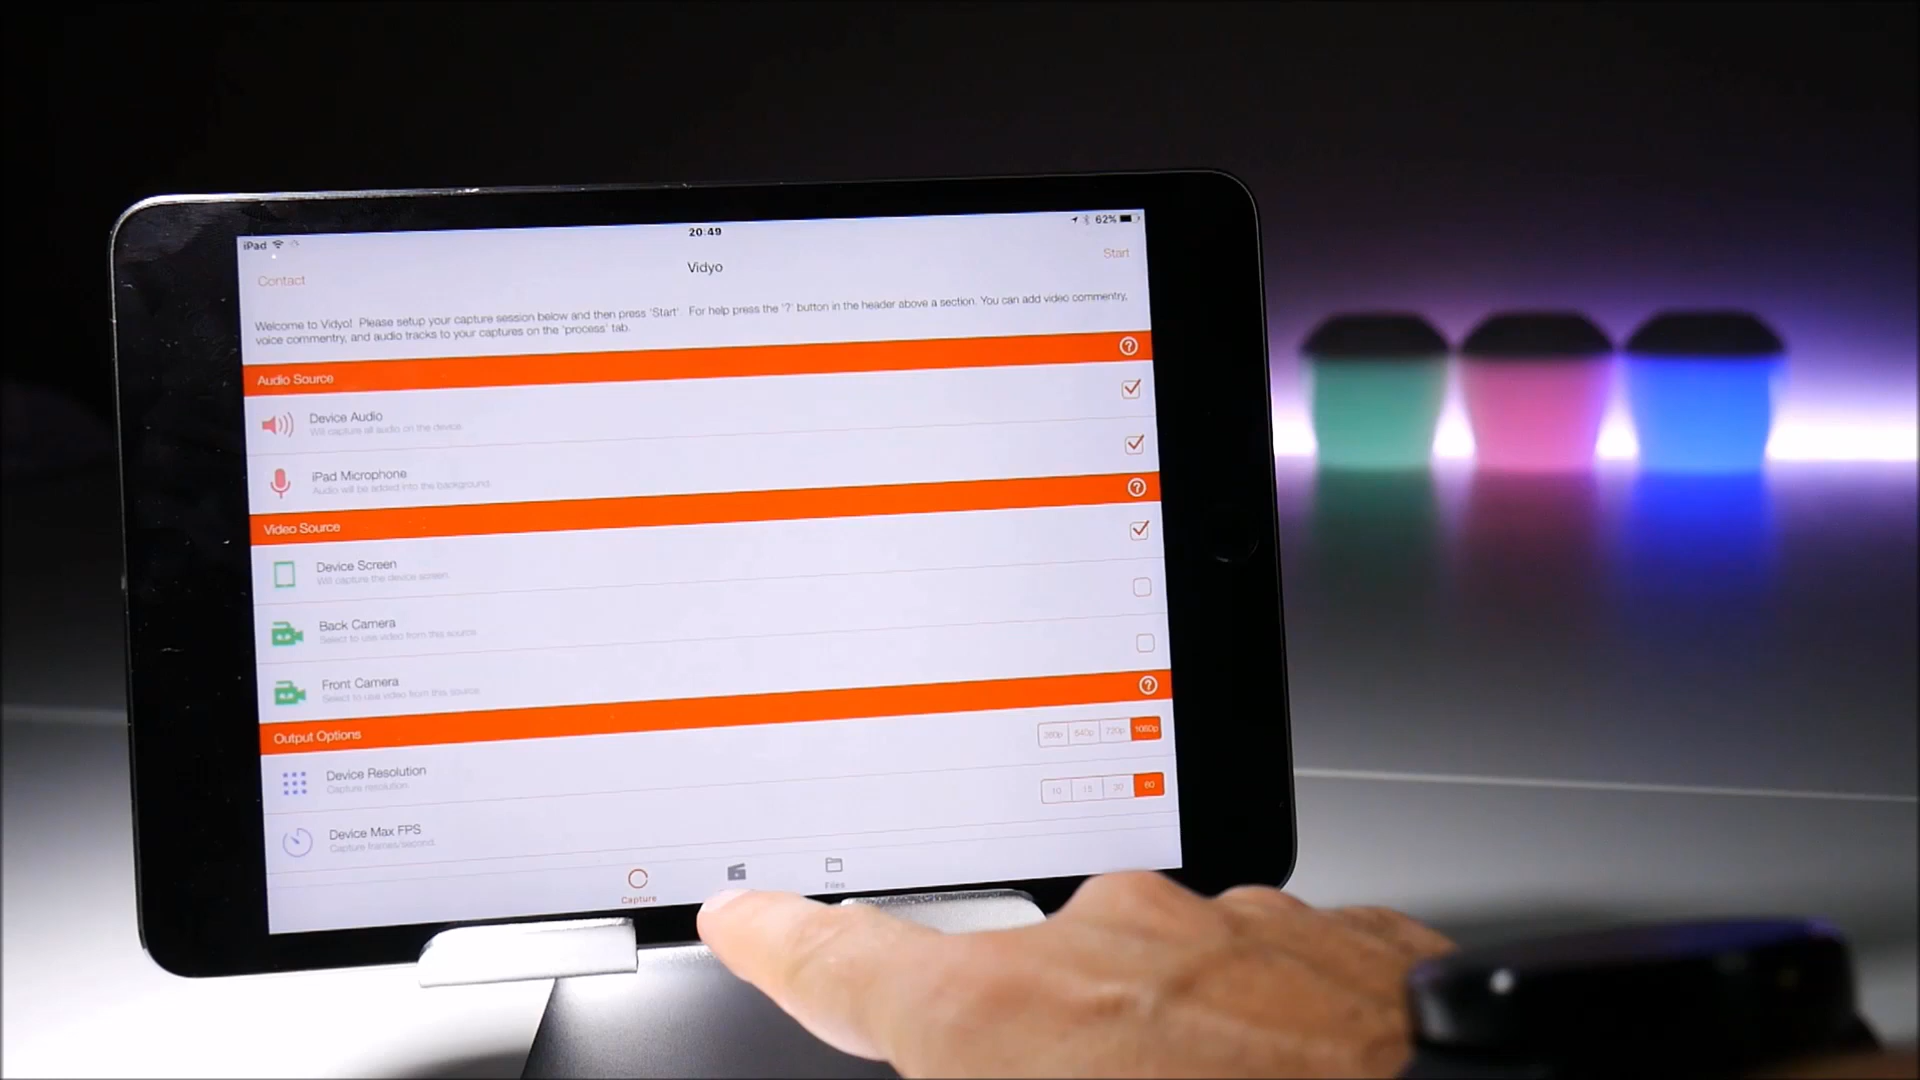 iPad
20:49
62%
Contact
Vidyo
Start
Welcome to Vidyo! Please setup your capture session below and then press 'Start'. For help press the '?' button in the header above a section. You can add video commentry,
voice commentry, and audio tracks to your captures on the 'process' tab.
Audio Source
?
Device Audio
Will capture all audio on the device.
iPad Microphone
Audio will be added into the background.
Video Source
?
Device Screen
Will capture the device screen.
Back Camera
Select to use video from this source.
Front Camera
Select to use video from this source.
Output Options
?
Device Resolution
Capture resolution.
360p 540p 720p 1080p
Device Max FPS
Capture frames/second.
10 15 30 60
Capture
Files